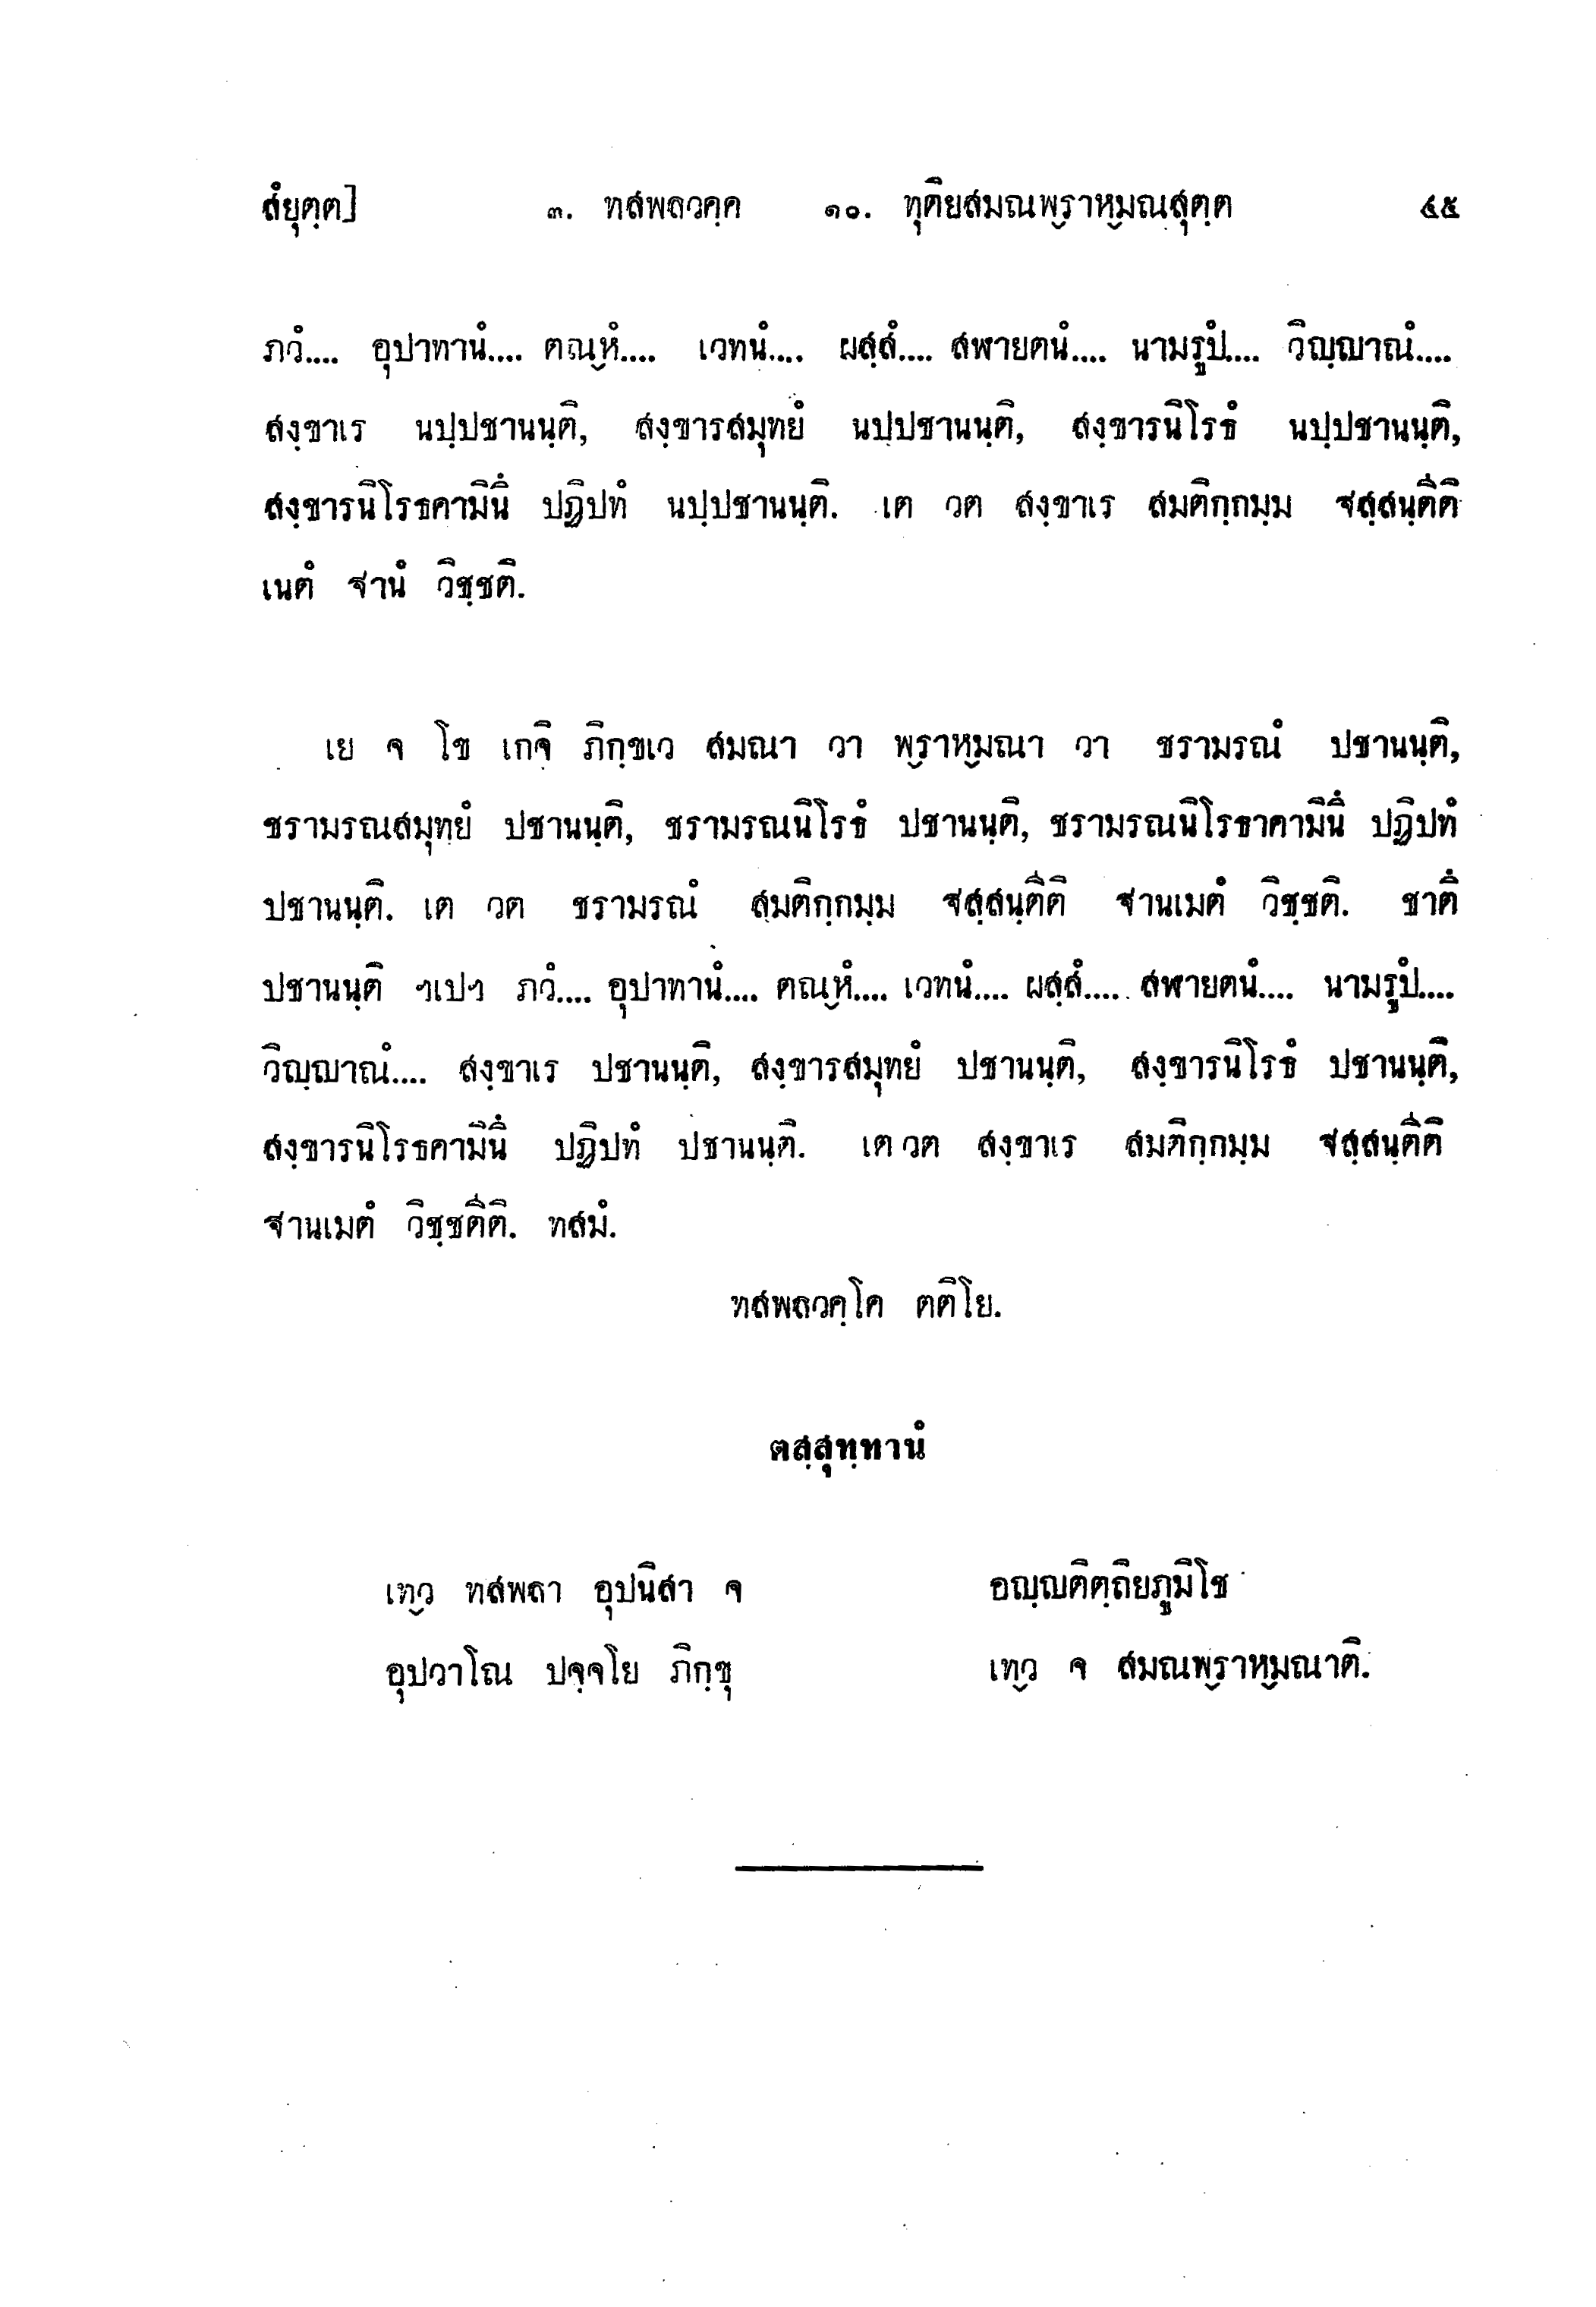 สํยุตฺต]	๓. ทสพลวคฺค	๑๐. ทุติยสมณพฺราหฺมณสุตฺต	๔๕
ภวํ.... อุปาทานํ.... ตณฺหํ.... เวทนํ.... ผสฺสํ.... สฬายตนํ.... นามรูปํ.... วิญฺญาณํ....
สงฺขาเร นปฺปชานนฺติ, สงฺขารสมุทยํ นปฺปชานนฺติ, สงฺขารนิโรธํ นปฺปชานนฺติ,
สงฺขารนิโรธคามินึ ปฏิปทํ นปฺปชานนฺติ. เต วต สงฺขาเร สมติกฺกมฺม ฐสฺสนฺตีติ
เนตํ ฐานํ วิชฺชติ.
เย จ โข เกจิ ภิกฺขเว สมณา วา พฺราหฺมณา วา ชรามรณํ ปชานนฺติ,
ชรามรณสมุทยํ ปชานนฺติ, ชรามรณนิโรธํ ปชานนฺติ, ชรามรณนิโรธาคามินึ ปฏิปทํ
ปชานนฺติ. เต วต ชรามรณํ สมติกฺกมฺม ฐสฺสนฺตีติ ฐานเมตํ วิชฺชติ. ชาตึ
ปชานนฺติ ฯเปฯ ภวํ.... อุปาทานํ.... ตณฺหํ.... เวทนํ.... ผสฺสํ.... สฬายตนํ.... นามรูปํ....
วิญฺญาณํ.... สงฺขาเร ปชานนฺติ, สงฺขารสมุทยํ ปชานนฺติ, สงฺขารนิโรธํ ปชานนฺติ,
สงฺขารนิโรธคามินึ ปฏิปทํ ปชานนฺติ. เต วต สงฺขาเร สมติกฺกมฺม ฐสฺสนฺตีติ
ฐานเมตํ วิชฺชตีติ. ทสมํ.
ทสพลวคฺโค ตติโย.
ตสฺสุทฺทานํ
เทฺว ทสพลา อุปนิสา จ	อญฺญติตฺถิยภูมิโช
อุปวาโณ ปจฺจโย ภิกฺขุ	เทฺว จ สมณพฺราหฺมณาติ.